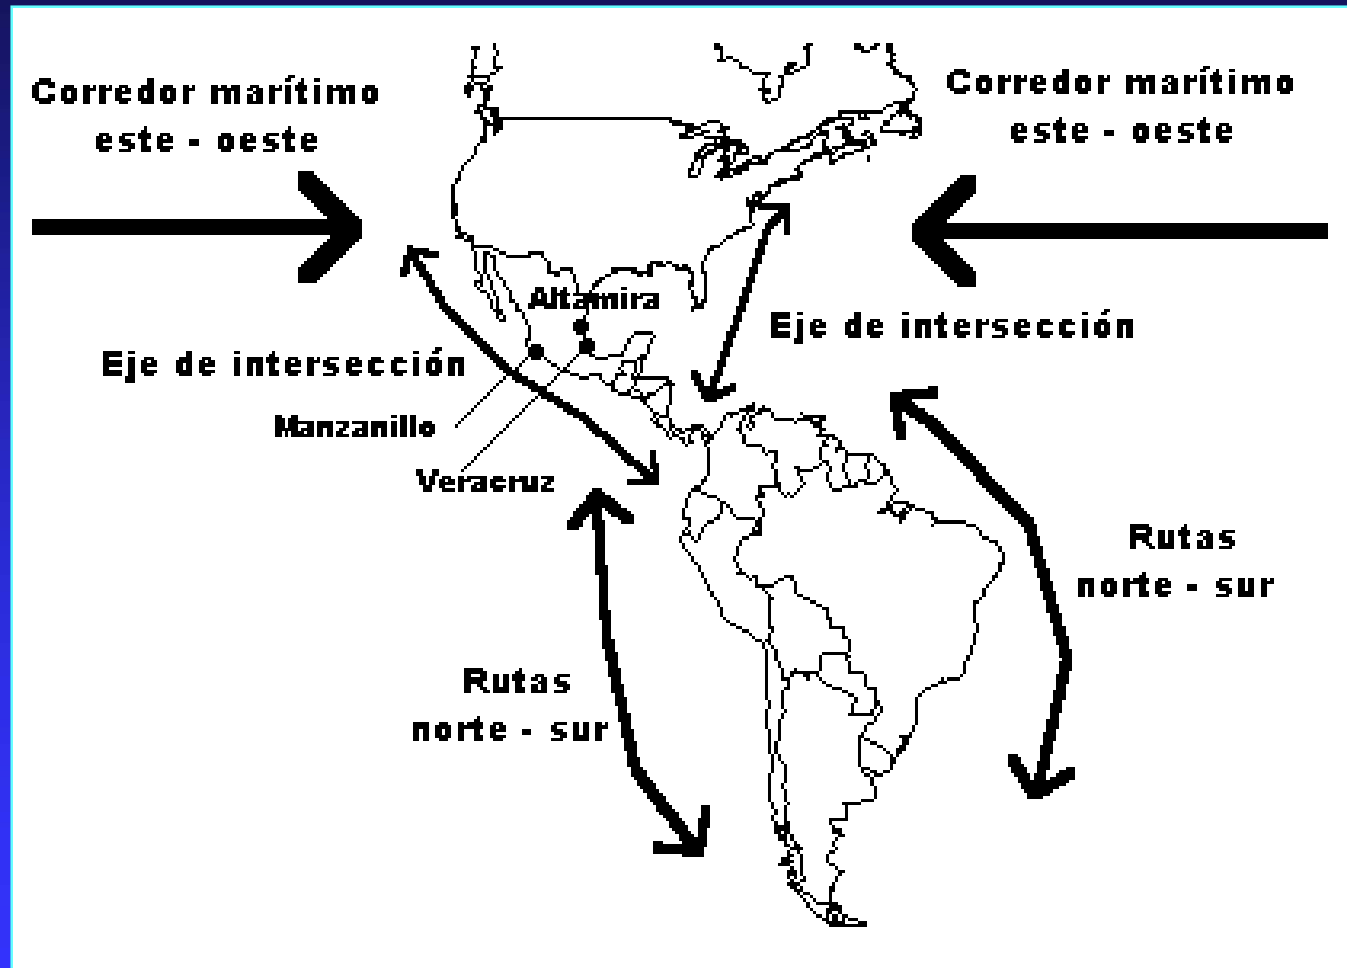 Corredor marítimo
este - oeste
Corredor marítimo
este - oeste
Altamira
Eje de intersección
Eje de intersección
Manzanillo
Veracruz
Rutas
norte - sur
Rutas
norte - sur